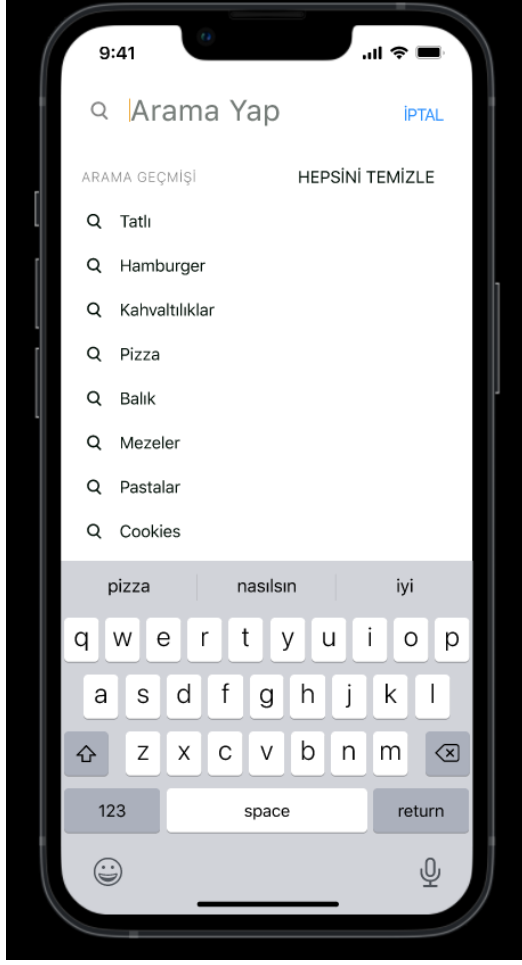 9:41
Arama Yap
İPTAL
ARAMA GEÇMİŞİ HEPSİNİ TEMİZLE
Tatlı
Hamburger
Kahvaltılıklar
Pizza
Balık
Mezeler
Pastalar
Cookies
pizza nasılsın iyi
q w e r t y u i o p
a s d f g h j k l
z x c v b n m
123 space return